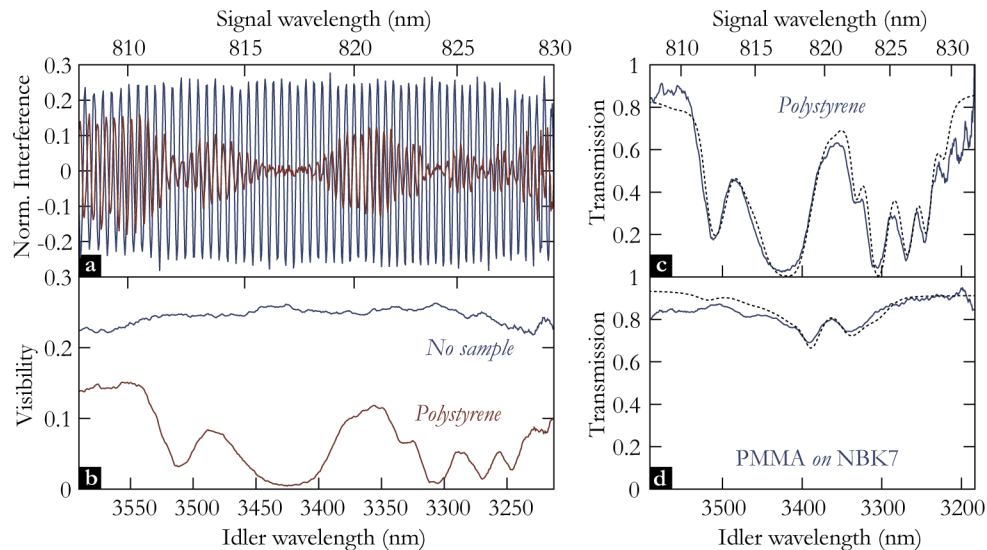 Signal wavelength (nm)
810 815 820 825 830
0.3
0.2
0.1
0
-0.1
-0.2
0.3
Norm. Interference
a
0.2
0.1
0
Visibility
No sample
Polystyrene
b
3550 3500 3450 3400 3350 3300 3250
Idler wavelength (nm)
Signal wavelength (nm)
810 815 820 825 830
1
0.8
0.6
0.4
0.2
1
Transmission
Polystyrene
c
0.8
0.6
0.4
0.2
0
Transmission
PMMA on NBK7
d
3500 3400 3300 3200
Idler wavelength (nm)